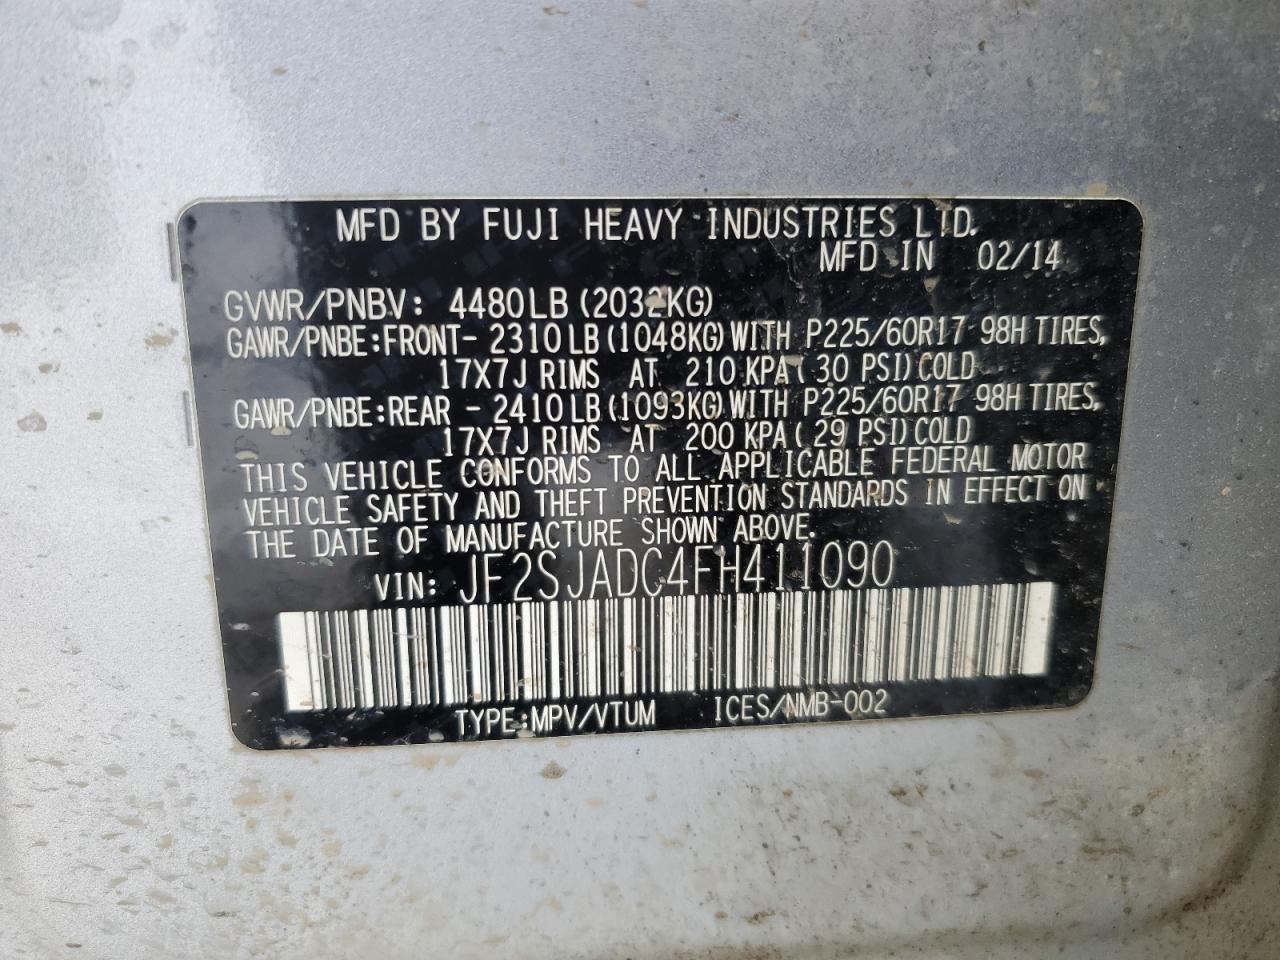 MFD BY FUJI HEAVY INDUSTRIES LTD.
MFD IN 02/14
GVWR/PNBV: 4480LB (2032KG)
GAWR/PNBE:FRONT- 2310 LB (1048KG) WITH P225/60R17 98H TIRES,
17X7J RIMS AT 210 KPA( 30 PSI) COLD
GAWR/PNBE:REAR - 2410 LB (1093KG) WITH P225/60R17 98H TIRES,
17X7J RIMS AT 200 KPA( 29 PSI) COLD
THIS VEHICLE CONFORMS TO ALL APPLICABLE FEDERAL MOTOR
VEHICLE SAFETY AND THEFT PREVENTION STANDARDS IN EFFECT ON
THE DATE OF MANUFACTURE SHOWN ABOVE.
VIN: JF2SJADC4FH411090
TYPE:MPV/VTUM ICES/NMB-002